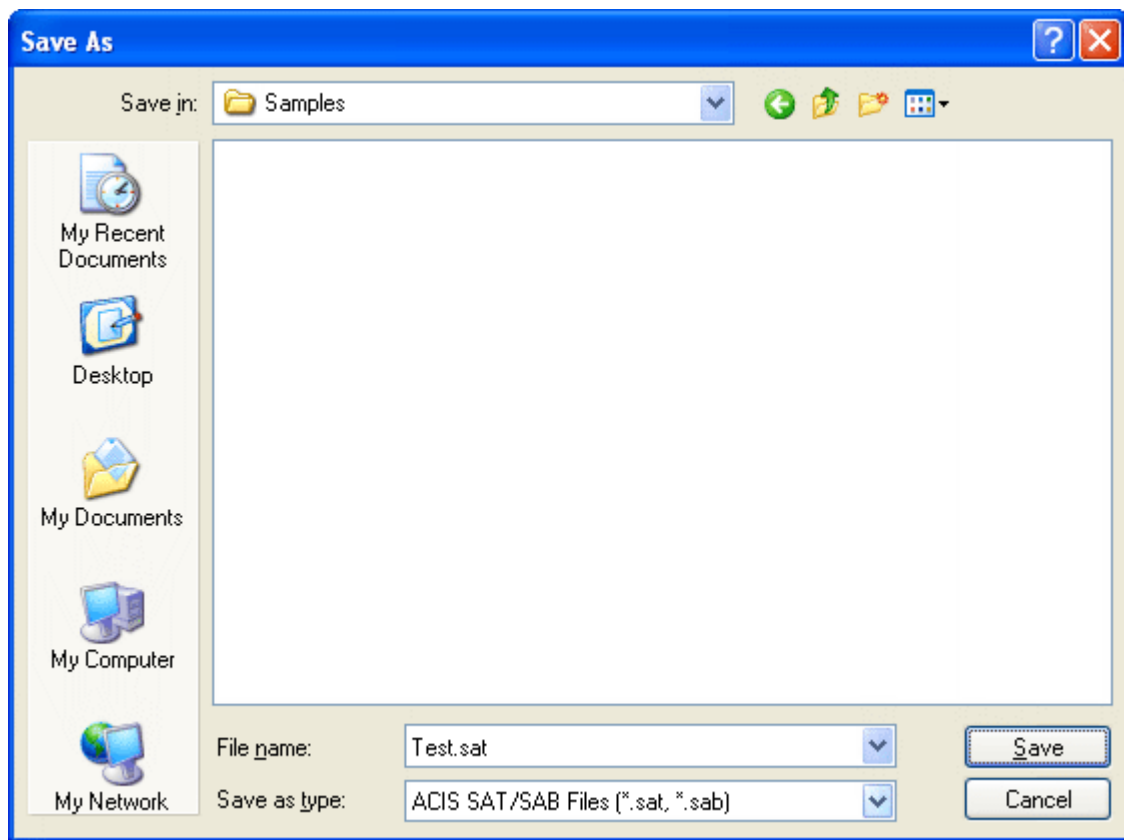 Save As
Save in: Samples
My Recent
Documents
Desktop
My Documents
My Computer
My Network
File name: Test.sat Save
Save as type: ACIS SAT/SAB Files (*.sat, *.sab) Cancel